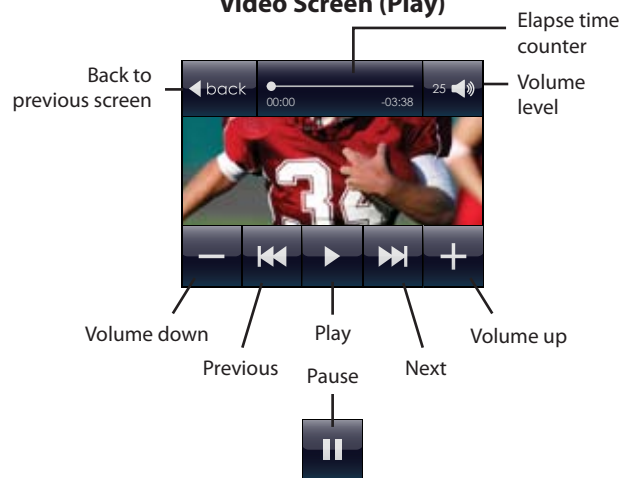 Video Screen (Play)
Elapse time
counter
Back to
previous screen
back
00:00
-03:38
25
Volume
level
Volume down
Previous
Play
Next
Volume up
Pause